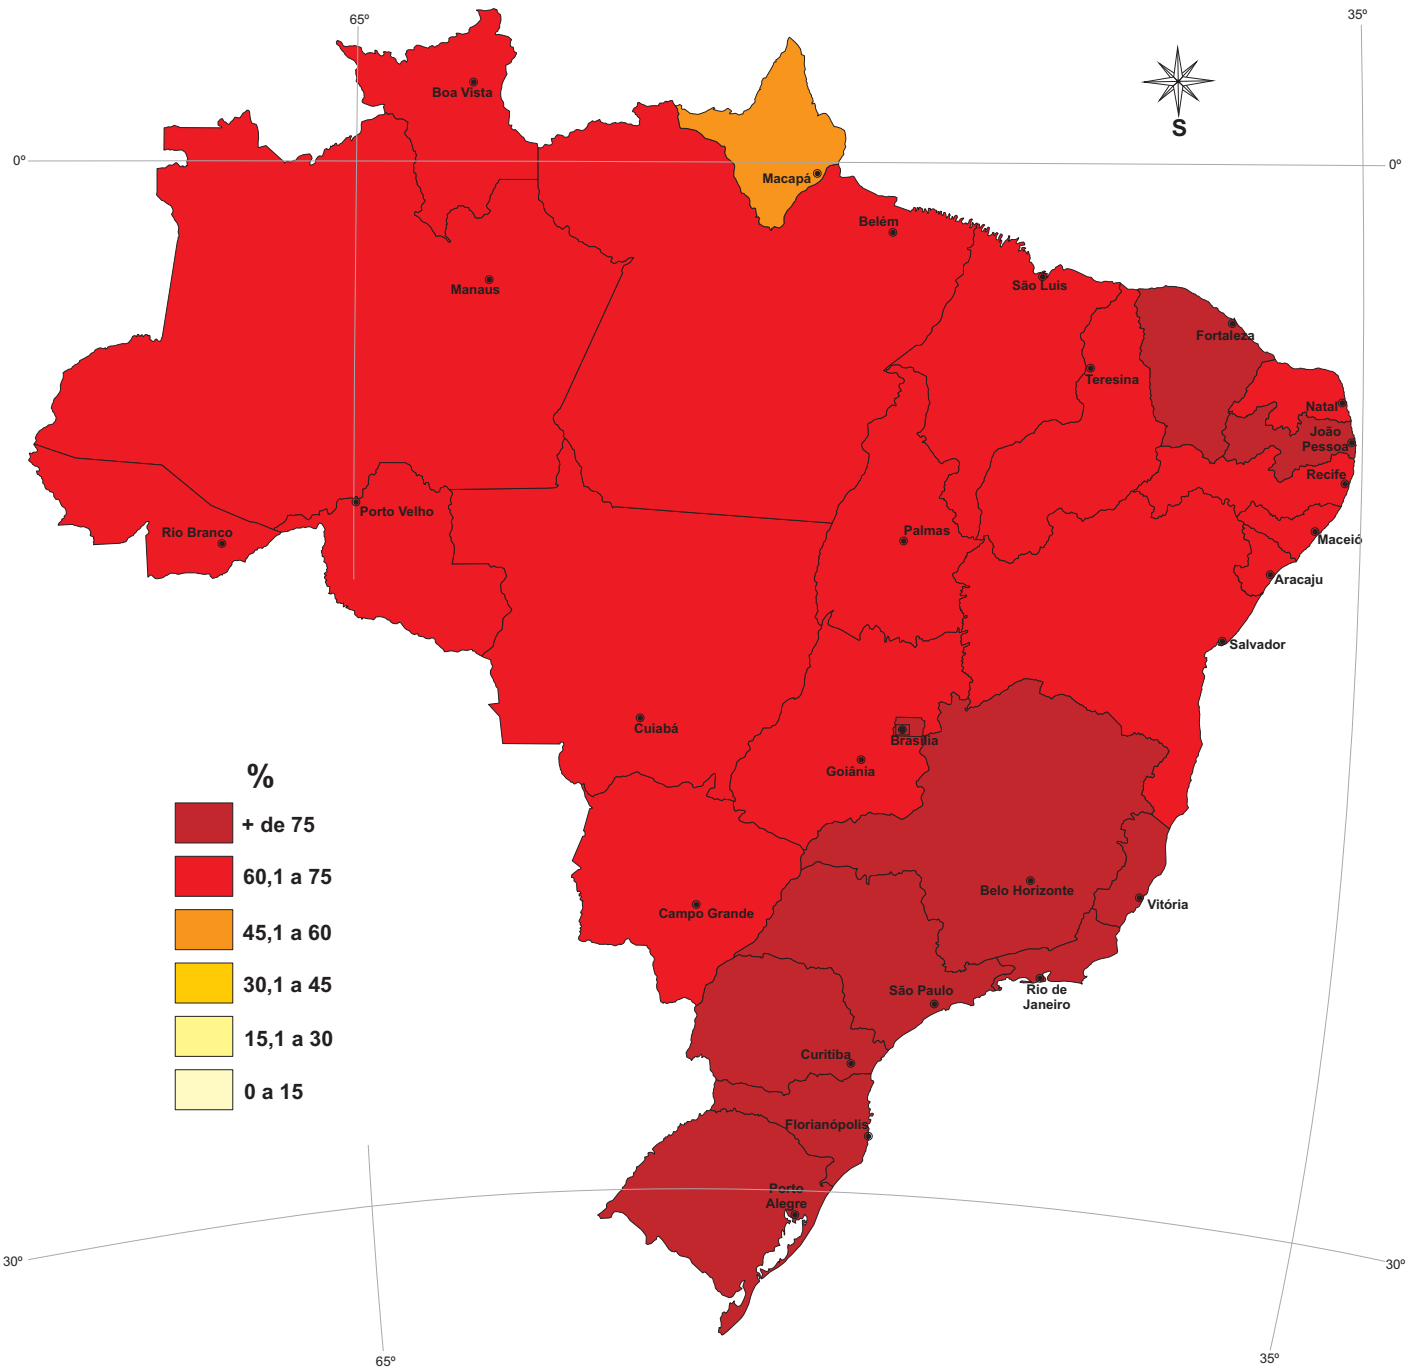 65º
35º
Boa Vista
S
0º
0º
Macapá
Belém
São Luis
Manaus
Fortaleza
Teresina
Natal
João
Pessoa
Recife
Porto Velho
Rio Branco
Palmas
Maceió
Aracaju
Salvador
Cuiabá
Brasília
Goiânia
%
+ de 75
60,1 a 75
45,1 a 60
30,1 a 45
15,1 a 30
0 a 15
Belo Horizonte
Vitória
Campo Grande
São Paulo
Rio de
Janeiro
Curitiba
Florianópolis
Porto
Alegre
30º
30º
65º
35º